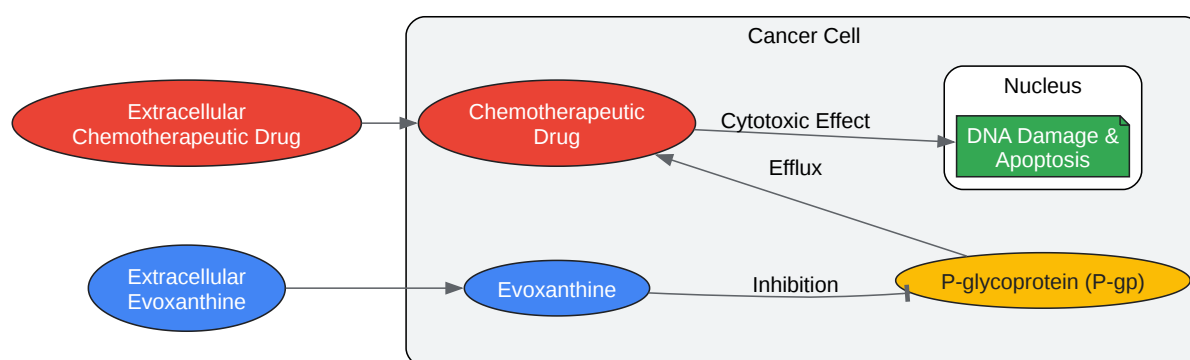 Cancer Cell
Extracellular
Chemotherapeutic Drug
Chemotherapeutic
Drug
Cytotoxic Effect
Nucleus
DNA Damage &
Apoptosis
Efflux
Extracellular
Evoxanthine
Evoxanthine
Inhibition
P-glycoprotein (P-gp)